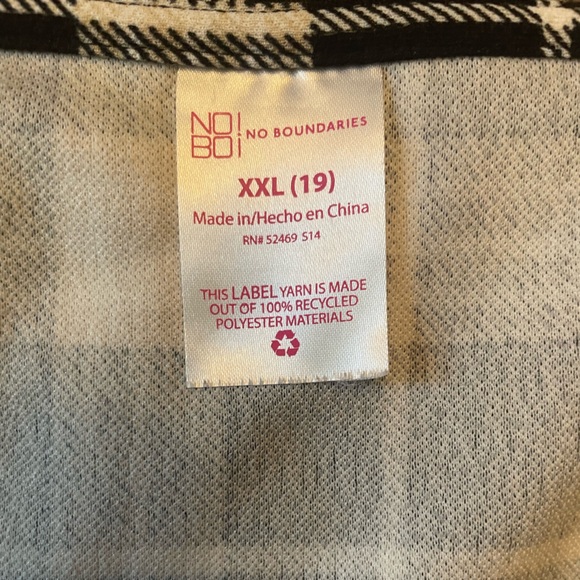 NO!
BOi
NO BOUNDARIES
XXL (19)
Made in/Hecho en China
RN# 52469 S14
THIS LABEL YARN IS MADE
OUT OF 100% RECYCLED
POLYESTER MATERIALS